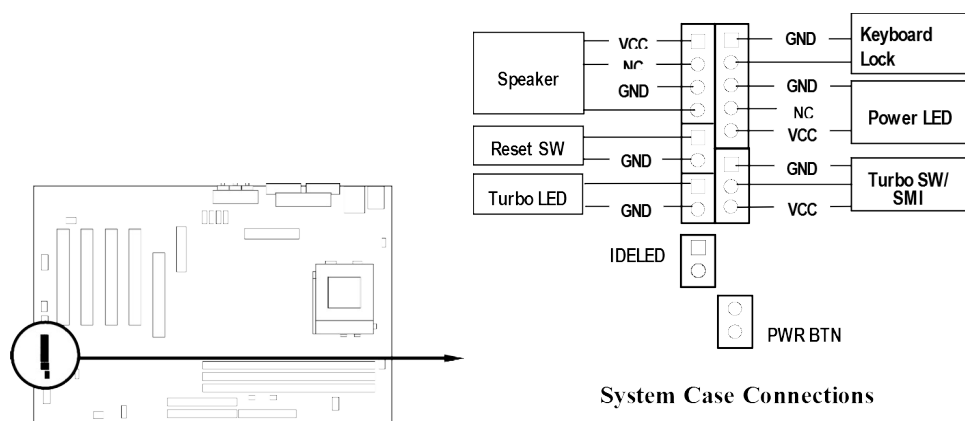 Speaker
VCC
NC
GND
Reset SW
GND
Turbo LED
GND
GND
Keyboard
Lock
GND
NC
VCC
Power LED
GND
VCC
Turbo SW/
SMI
IDELED
PWR BTN
System Case Connections